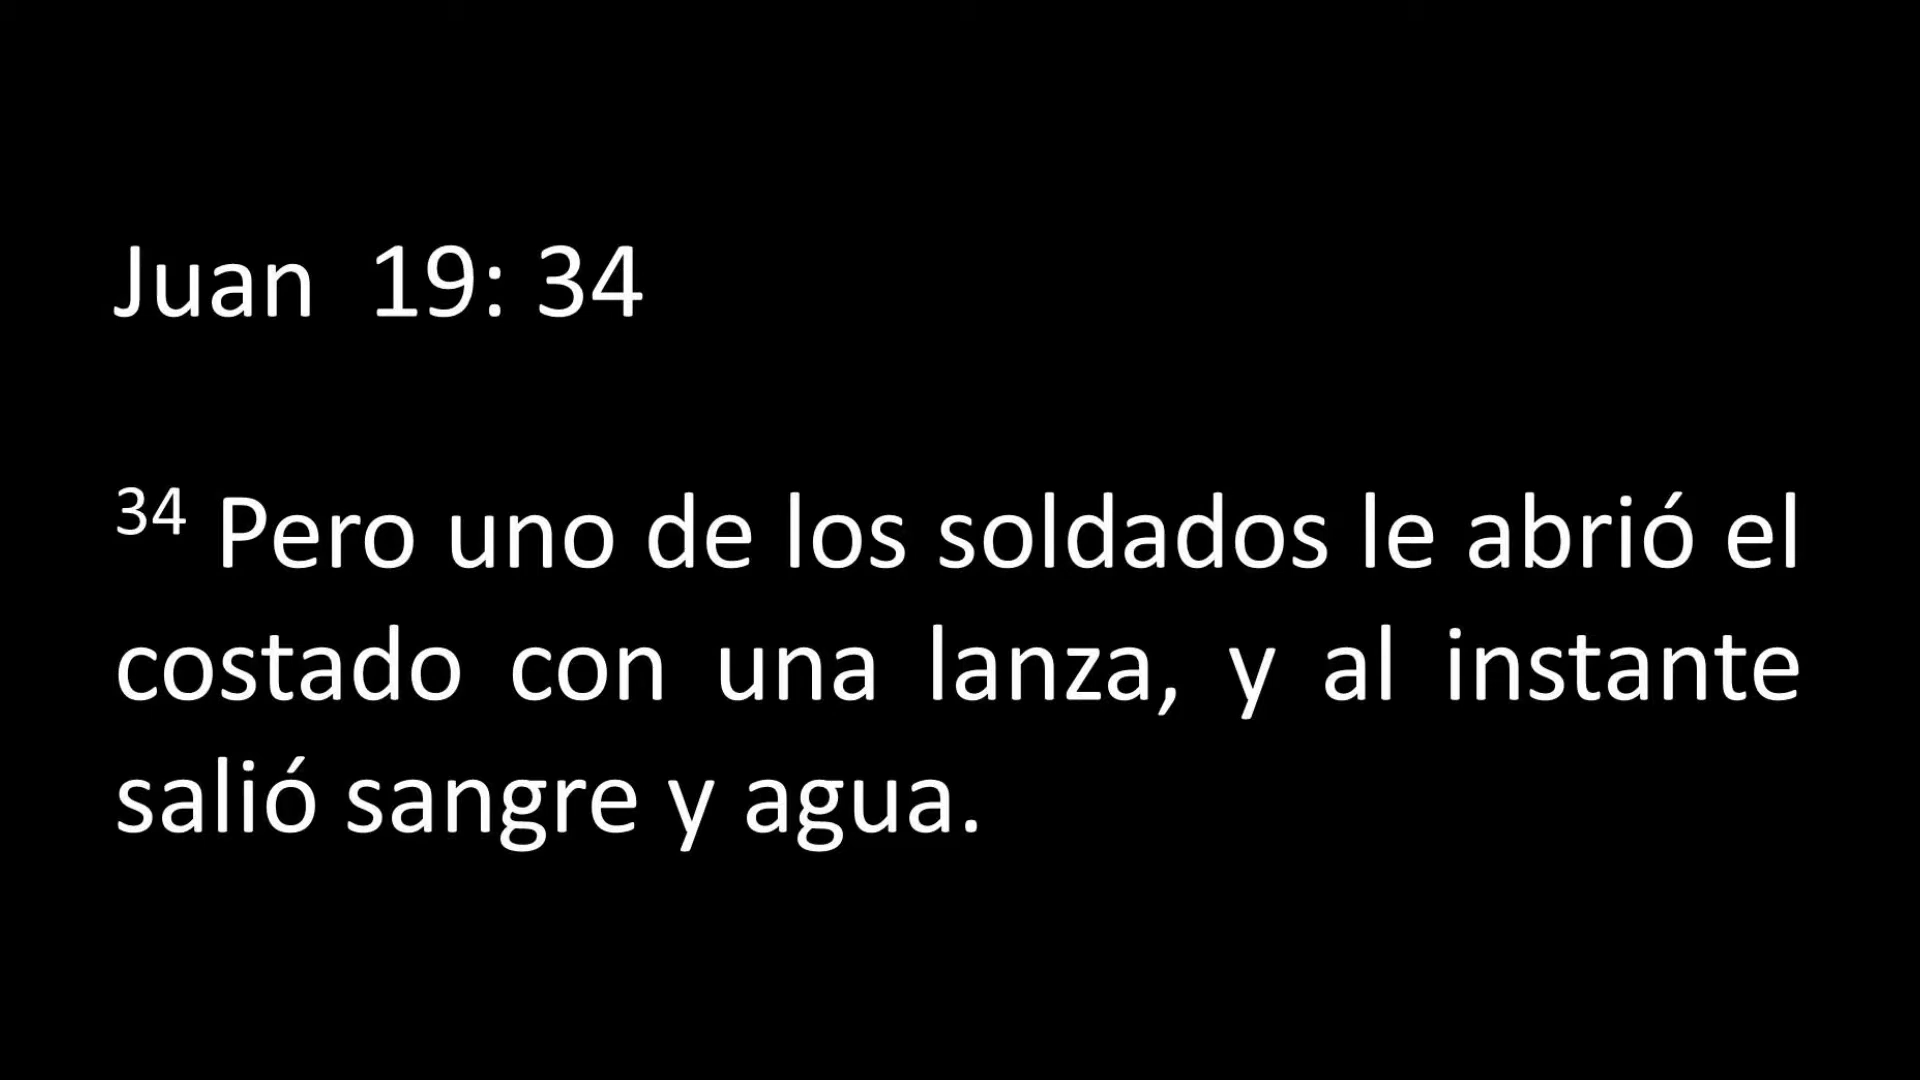 Juan  19: 34
34 Pero uno de los soldados le abrió el
costado con una lanza, y al instante
salió sangre y agua.